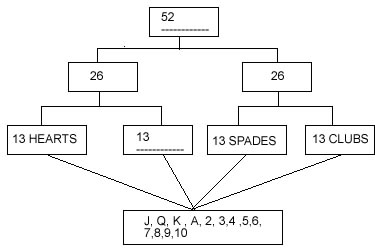 52
26
26
13 HEARTS
13
13 SPADES
13 CLUBS
J, Q, K , A, 2, 3,4 ,5,6,
7,8,9,10